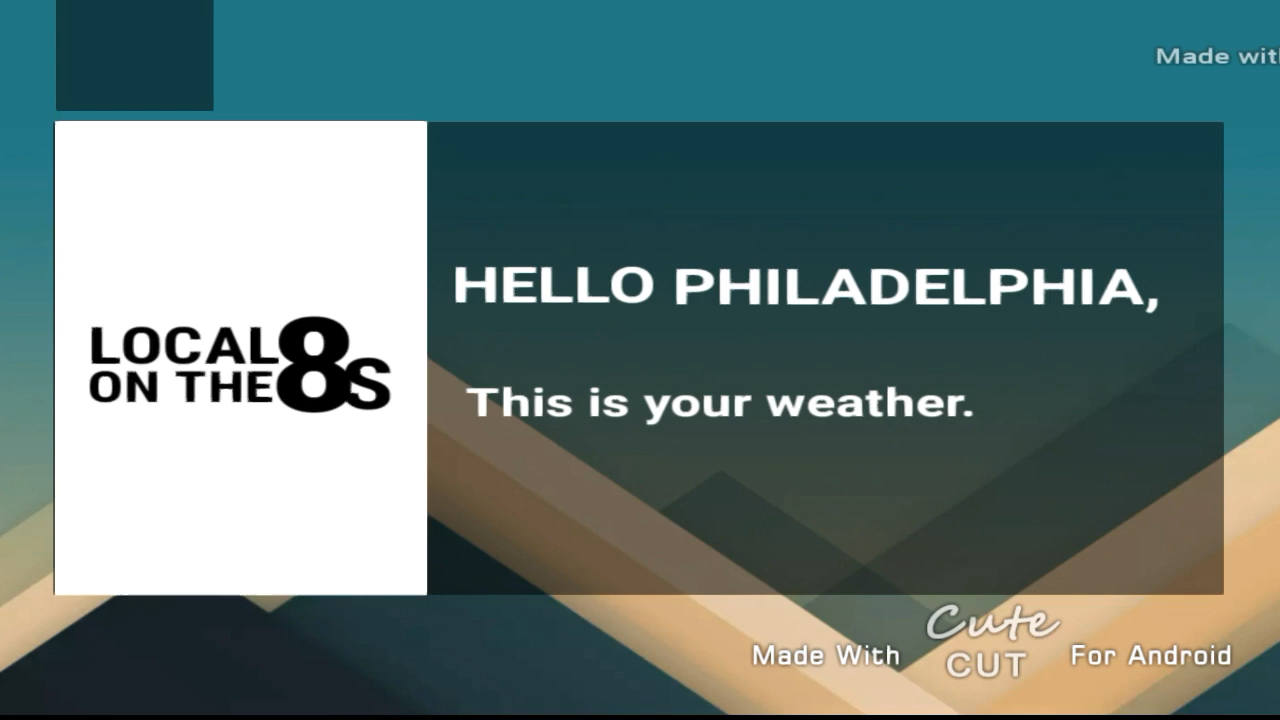 Made wit
LOCAL
ON THE 8s
HELLO PHILADELPHIA,
This is your weather.
Made With Cute CUT For Android